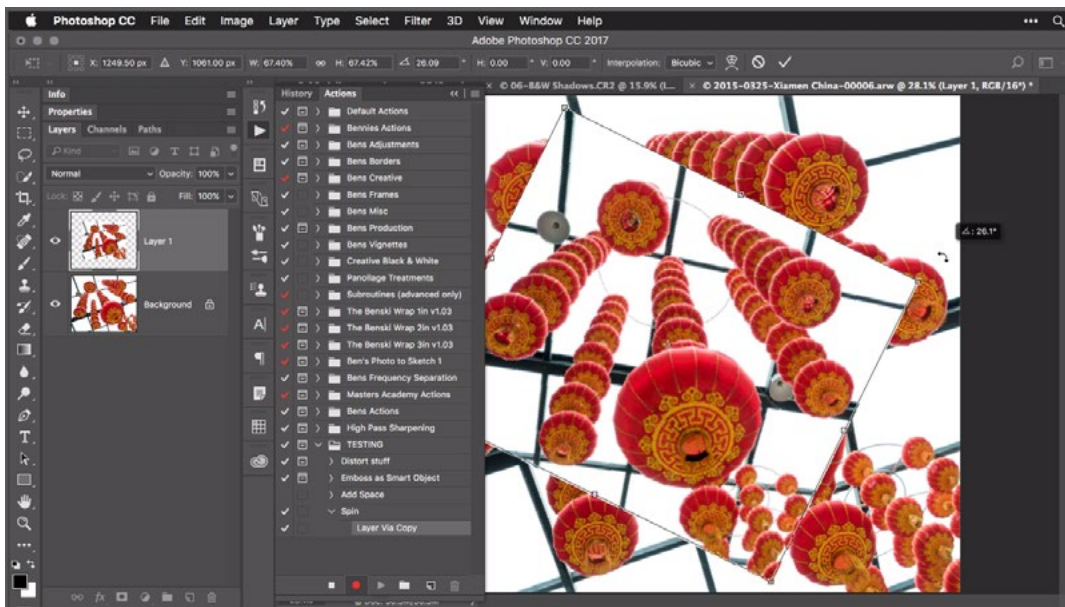 Photoshop CC File Edit Image Layer Type Select Filter 3D View Window Help
Adobe Photoshop CC 2017
X: 1249.50 px Y: 1061.00 px W: 67.40% H: 67.42% 26.09 ° H: 0.00 ° V: 0.00 ° Interpolation: Bicubic
Info
Properties
Layers Channels Paths
Kind
Normal Opacity: 100%
Lock: Fill: 100%
Layer 1
Background
History Actions
Default Actions
Bennies Actions
Bens Adjustments
Bens Borders
Bens Creative
Bens Frames
Bens Misc
Bens Production
Bens Vignettes
Creative Black & White
Panollage Treatments
Subroutines (advanced only)
The Benski Wrap 1in v1.03
The Benski Wrap 2in v1.03
The Benski Wrap 3in v1.03
Ben's Photo to Sketch 1
Bens Frequency Separation
Masters Academy Actions
Bens Actions
High Pass Sharpening
TESTING
Distort stuff
Emboss as Smart Object
Add Space
Spin
Layer Via Copy
× © 06-B&W Shadows.CR2 @ 15.9% (L... × © 2015-0325-Xiamen China-00006.arw @ 28.1% (Layer 1, RGB/16*) *
: 26.1°